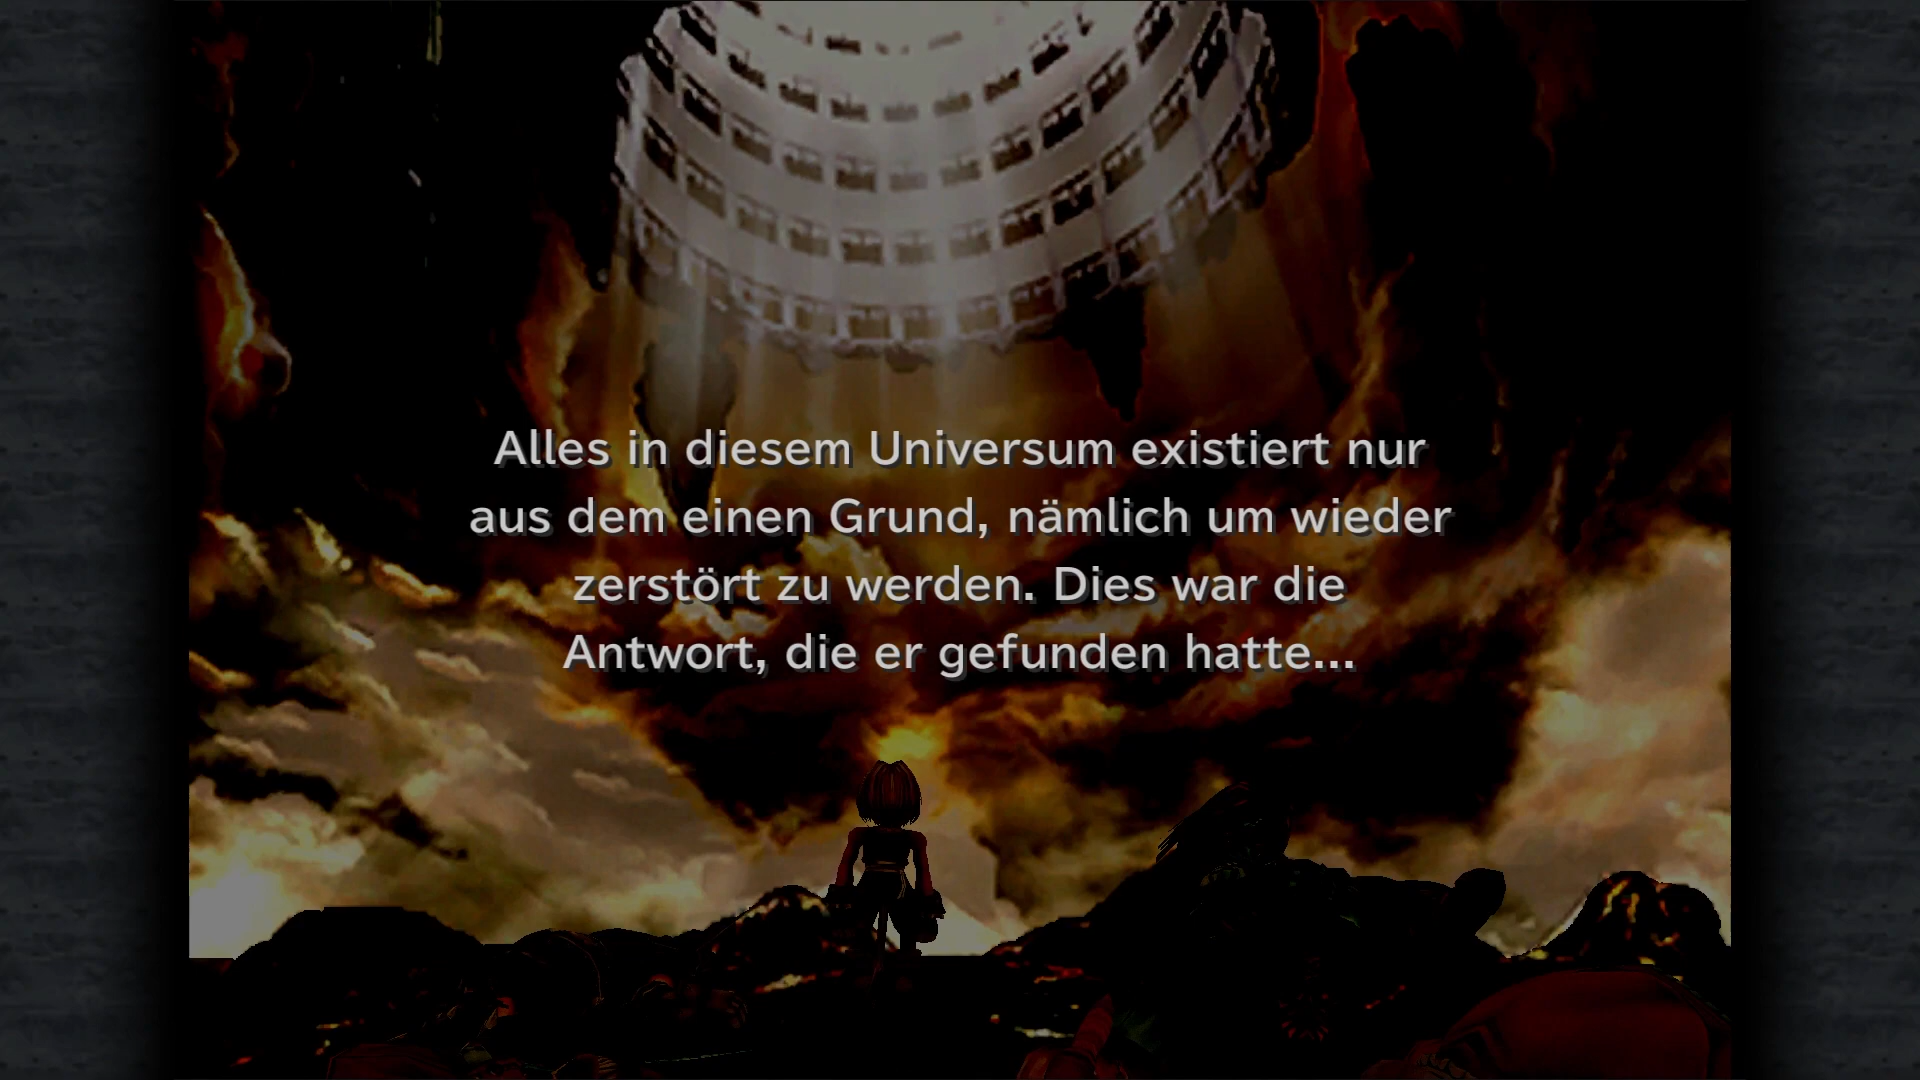 Alles in diesem Universum existiert nur
aus dem einen Grund, nämlich um wieder
zerstört zu werden. Dies war die
Antwort, die er gefunden hatte...